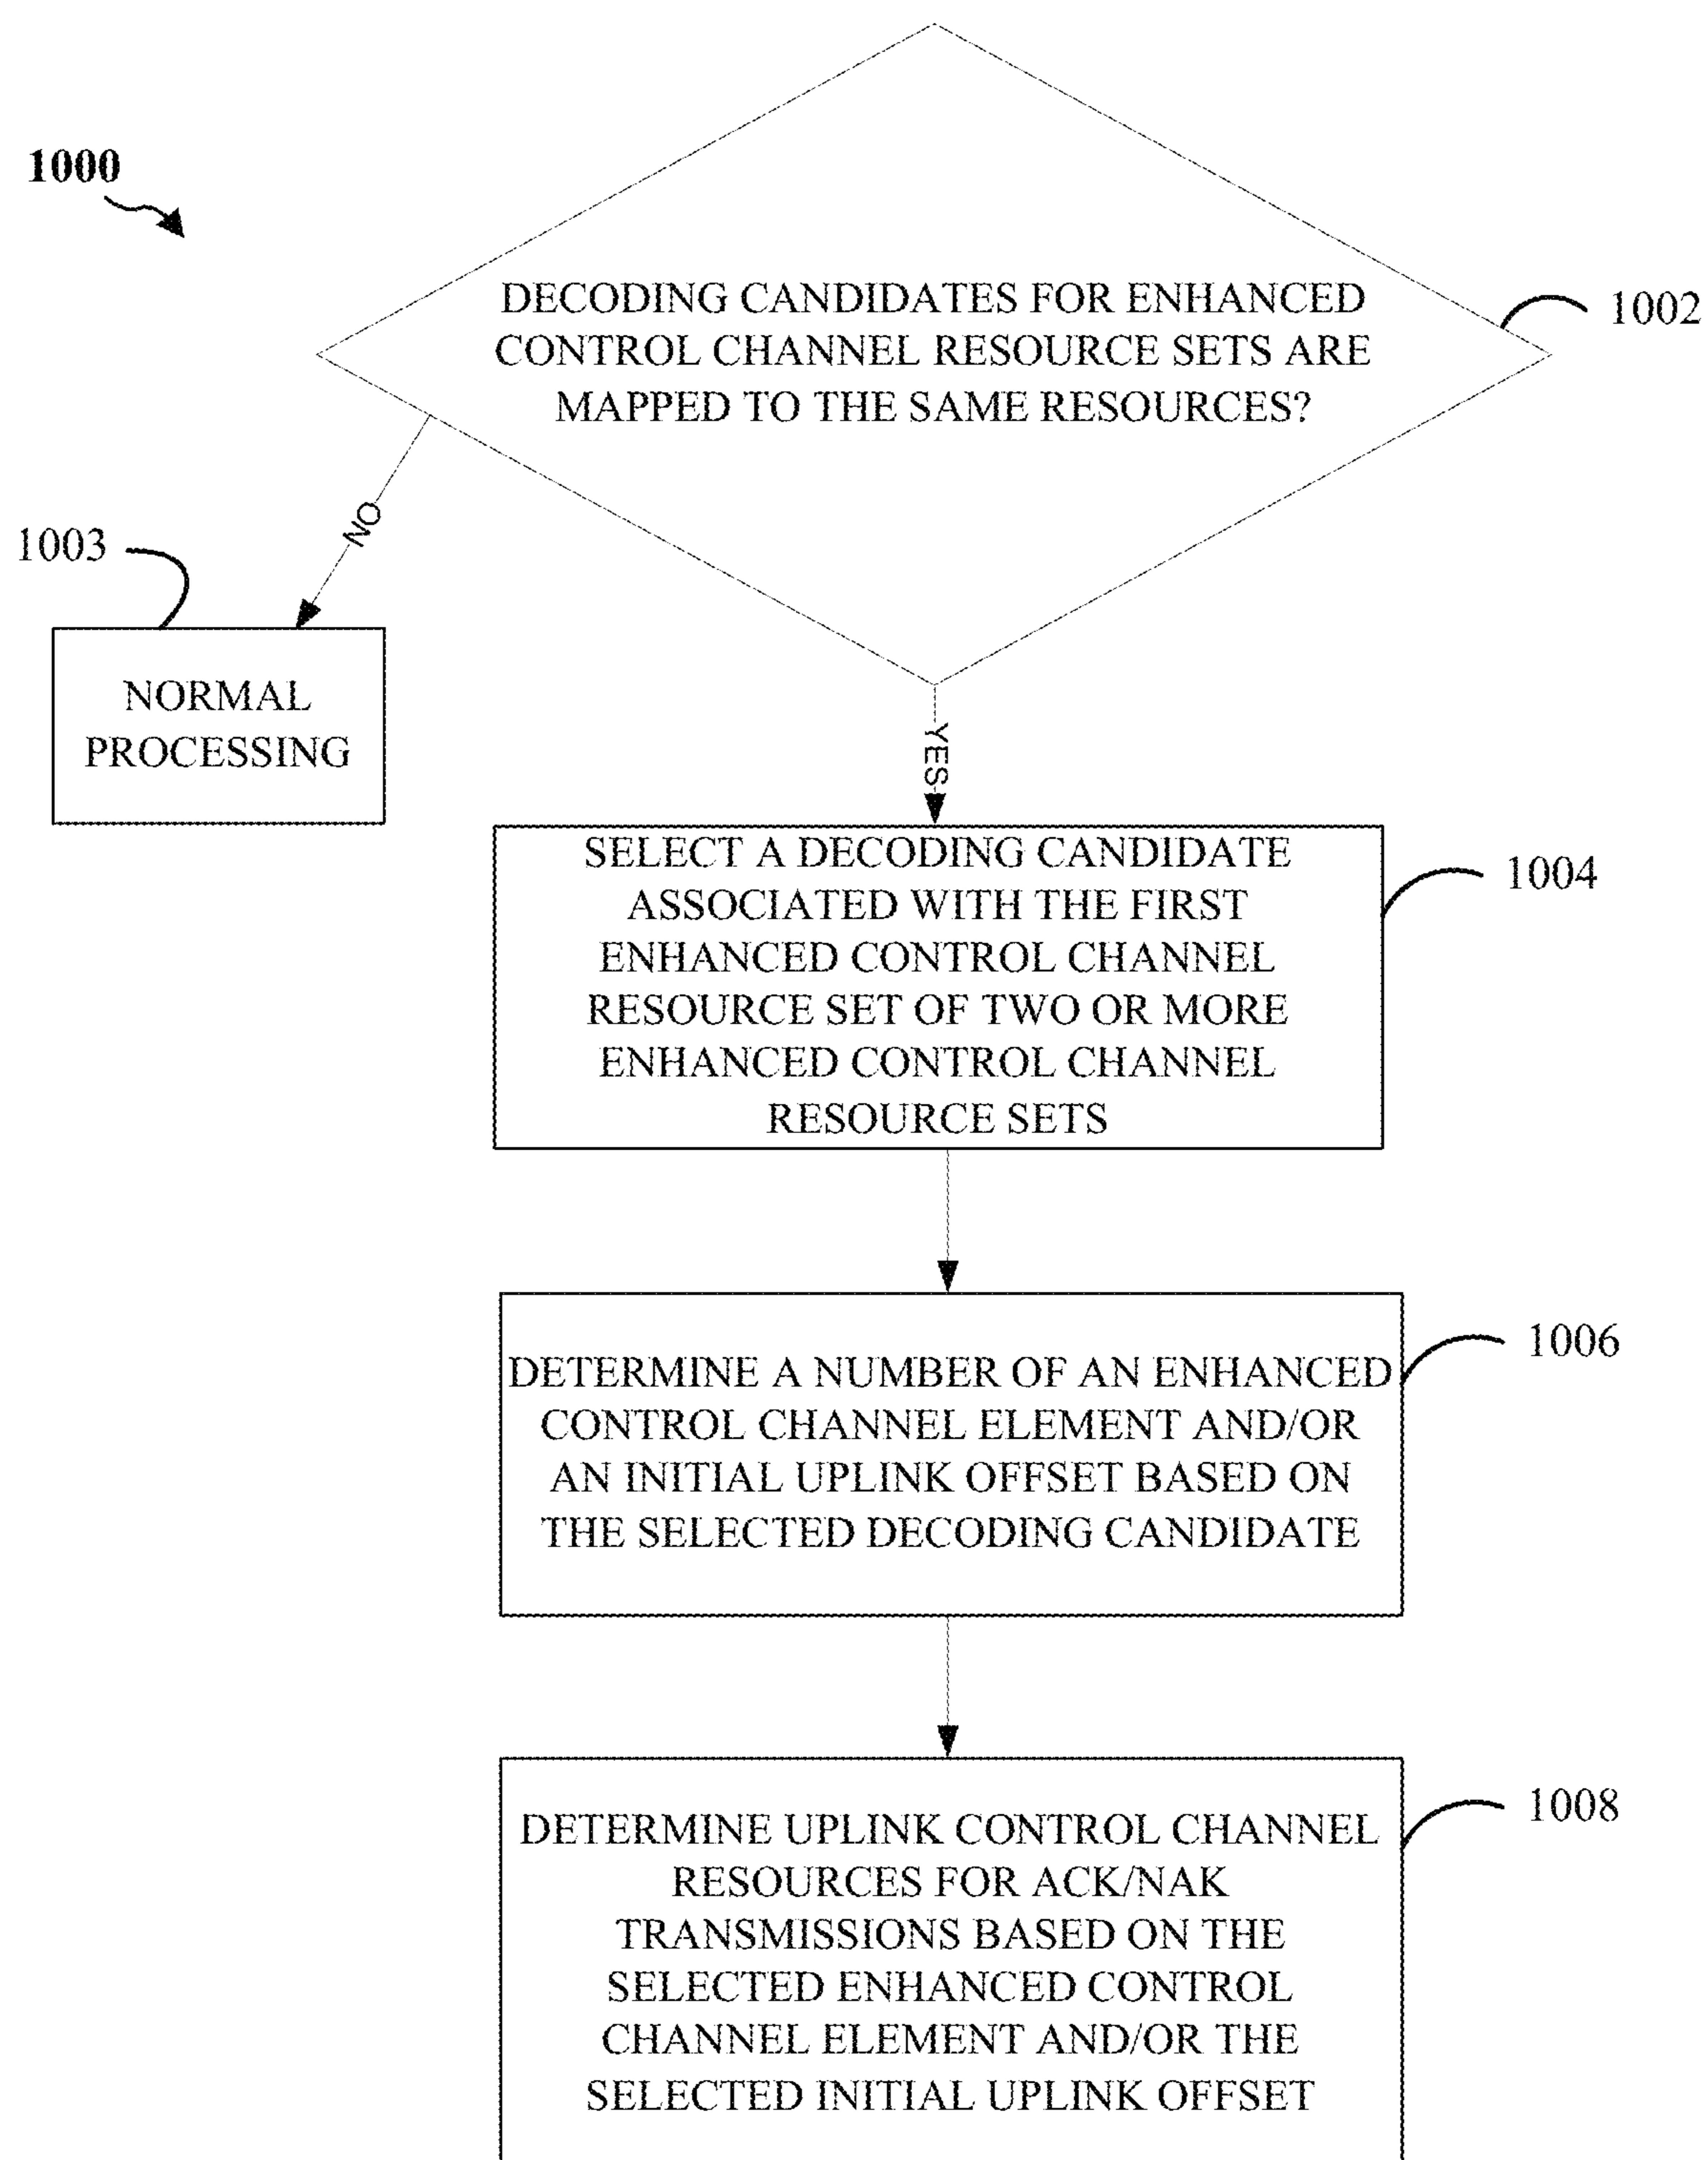 1000
DECODING CANDIDATES FOR ENHANCED
CONTROL CHANNEL RESOURCE SETS ARE
MAPPED TO THE SAME RESOURCES?
1002
NO
1003
NORMAL
PROCESSING
YES
SELECT A DECODING CANDIDATE
ASSOCIATED WITH THE FIRST
ENHANCED CONTROL CHANNEL
RESOURCE SET OF TWO OR MORE
ENHANCED CONTROL CHANNEL
RESOURCE SETS
1004
DETERMINE A NUMBER OF AN ENHANCED
CONTROL CHANNEL ELEMENT AND/OR
AN INITIAL UPLINK OFFSET BASED ON
THE SELECTED DECODING CANDIDATE
1006
DETERMINE UPLINK CONTROL CHANNEL
RESOURCES FOR ACK/NAK
TRANSMISSIONS BASED ON THE
SELECTED ENHANCED CONTROL
CHANNEL ELEMENT AND/OR THE
SELECTED INITIAL UPLINK OFFSET
1008